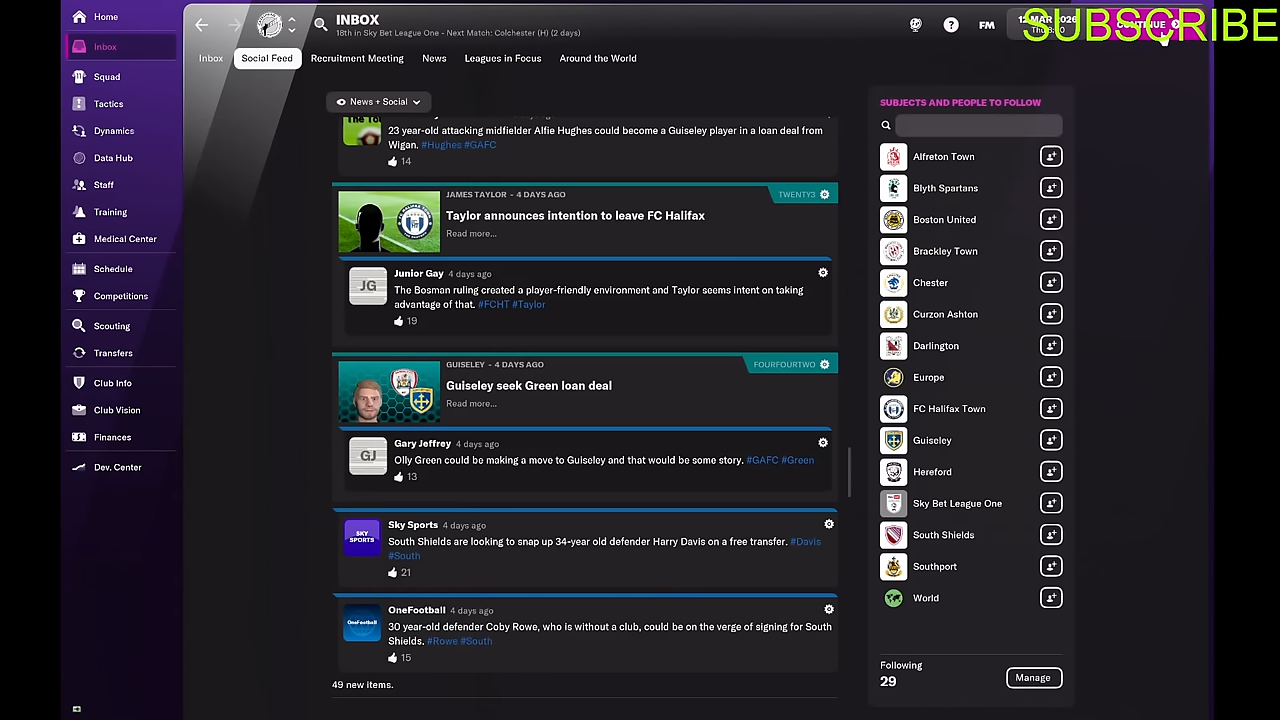 Home
Inbox
Squad
Tactics
Dynamics
Data Hub
Staff
Training
Medical Center
Schedule
Competitions
Scouting
Transfers
Club Info
Club Vision
Finances
Dev. Center
INBOX
18th in Sky Bet League One - Next Match: Colchester (H) (2 days)
FM
12 MAR 2026
CONTINUE
SUBSCRIBE
Inbox
Social Feed
Recruitment Meeting
News
Leagues in Focus
Around the World
News + Social
23 year-old attacking midfielder Alfie Hughes could become a Guiseley player in a loan deal from
Wigan. #Hughes #GAFC
14
JAMES TAYLOR - 4 DAYS AGO
TWENTY3
Taylor announces intention to leave FC Halifax
Read more...
JG
Junior Gay 4 days ago
The Bosman ruling created a player-friendly environment and Taylor seems intent on taking
advantage of that. #FCHT #Taylor
19
GUISELEY - 4 DAYS AGO
FOURFOURTWO
Guiseley seek Green loan deal
Read more...
GJ
Gary Jeffrey 4 days ago
Olly Green could be making a move to Guiseley and that would be some story. #GAFC #Green
13
SKY
SPORTS
Sky Sports 4 days ago
South Shields are looking to snap up 34-year old defender Harry Davis on a free transfer. #Davis
#South
21
OneFootball
OneFootball 4 days ago
30 year-old defender Coby Rowe, who is without a club, could be on the verge of signing for South
Shields. #Rowe #South
15
49 new items.
SUBJECTS AND PEOPLE TO FOLLOW
Alfreton Town
Blyth Spartans
Boston United
Brackley Town
Chester
Curzon Ashton
Darlington
Europe
FC Halifax Town
Guiseley
Hereford
Sky Bet League One
South Shields
Southport
World
Following
29
Manage